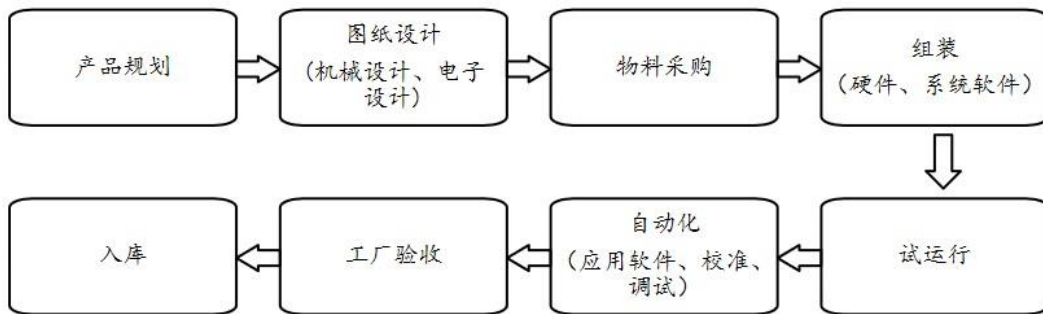 产品规划
图纸设计
(机械设计、电子
设计)
物料采购
组装
(硬件、系统软件)
试运行
自动化
(应用软件、校准、
调试)
工厂验收
入库